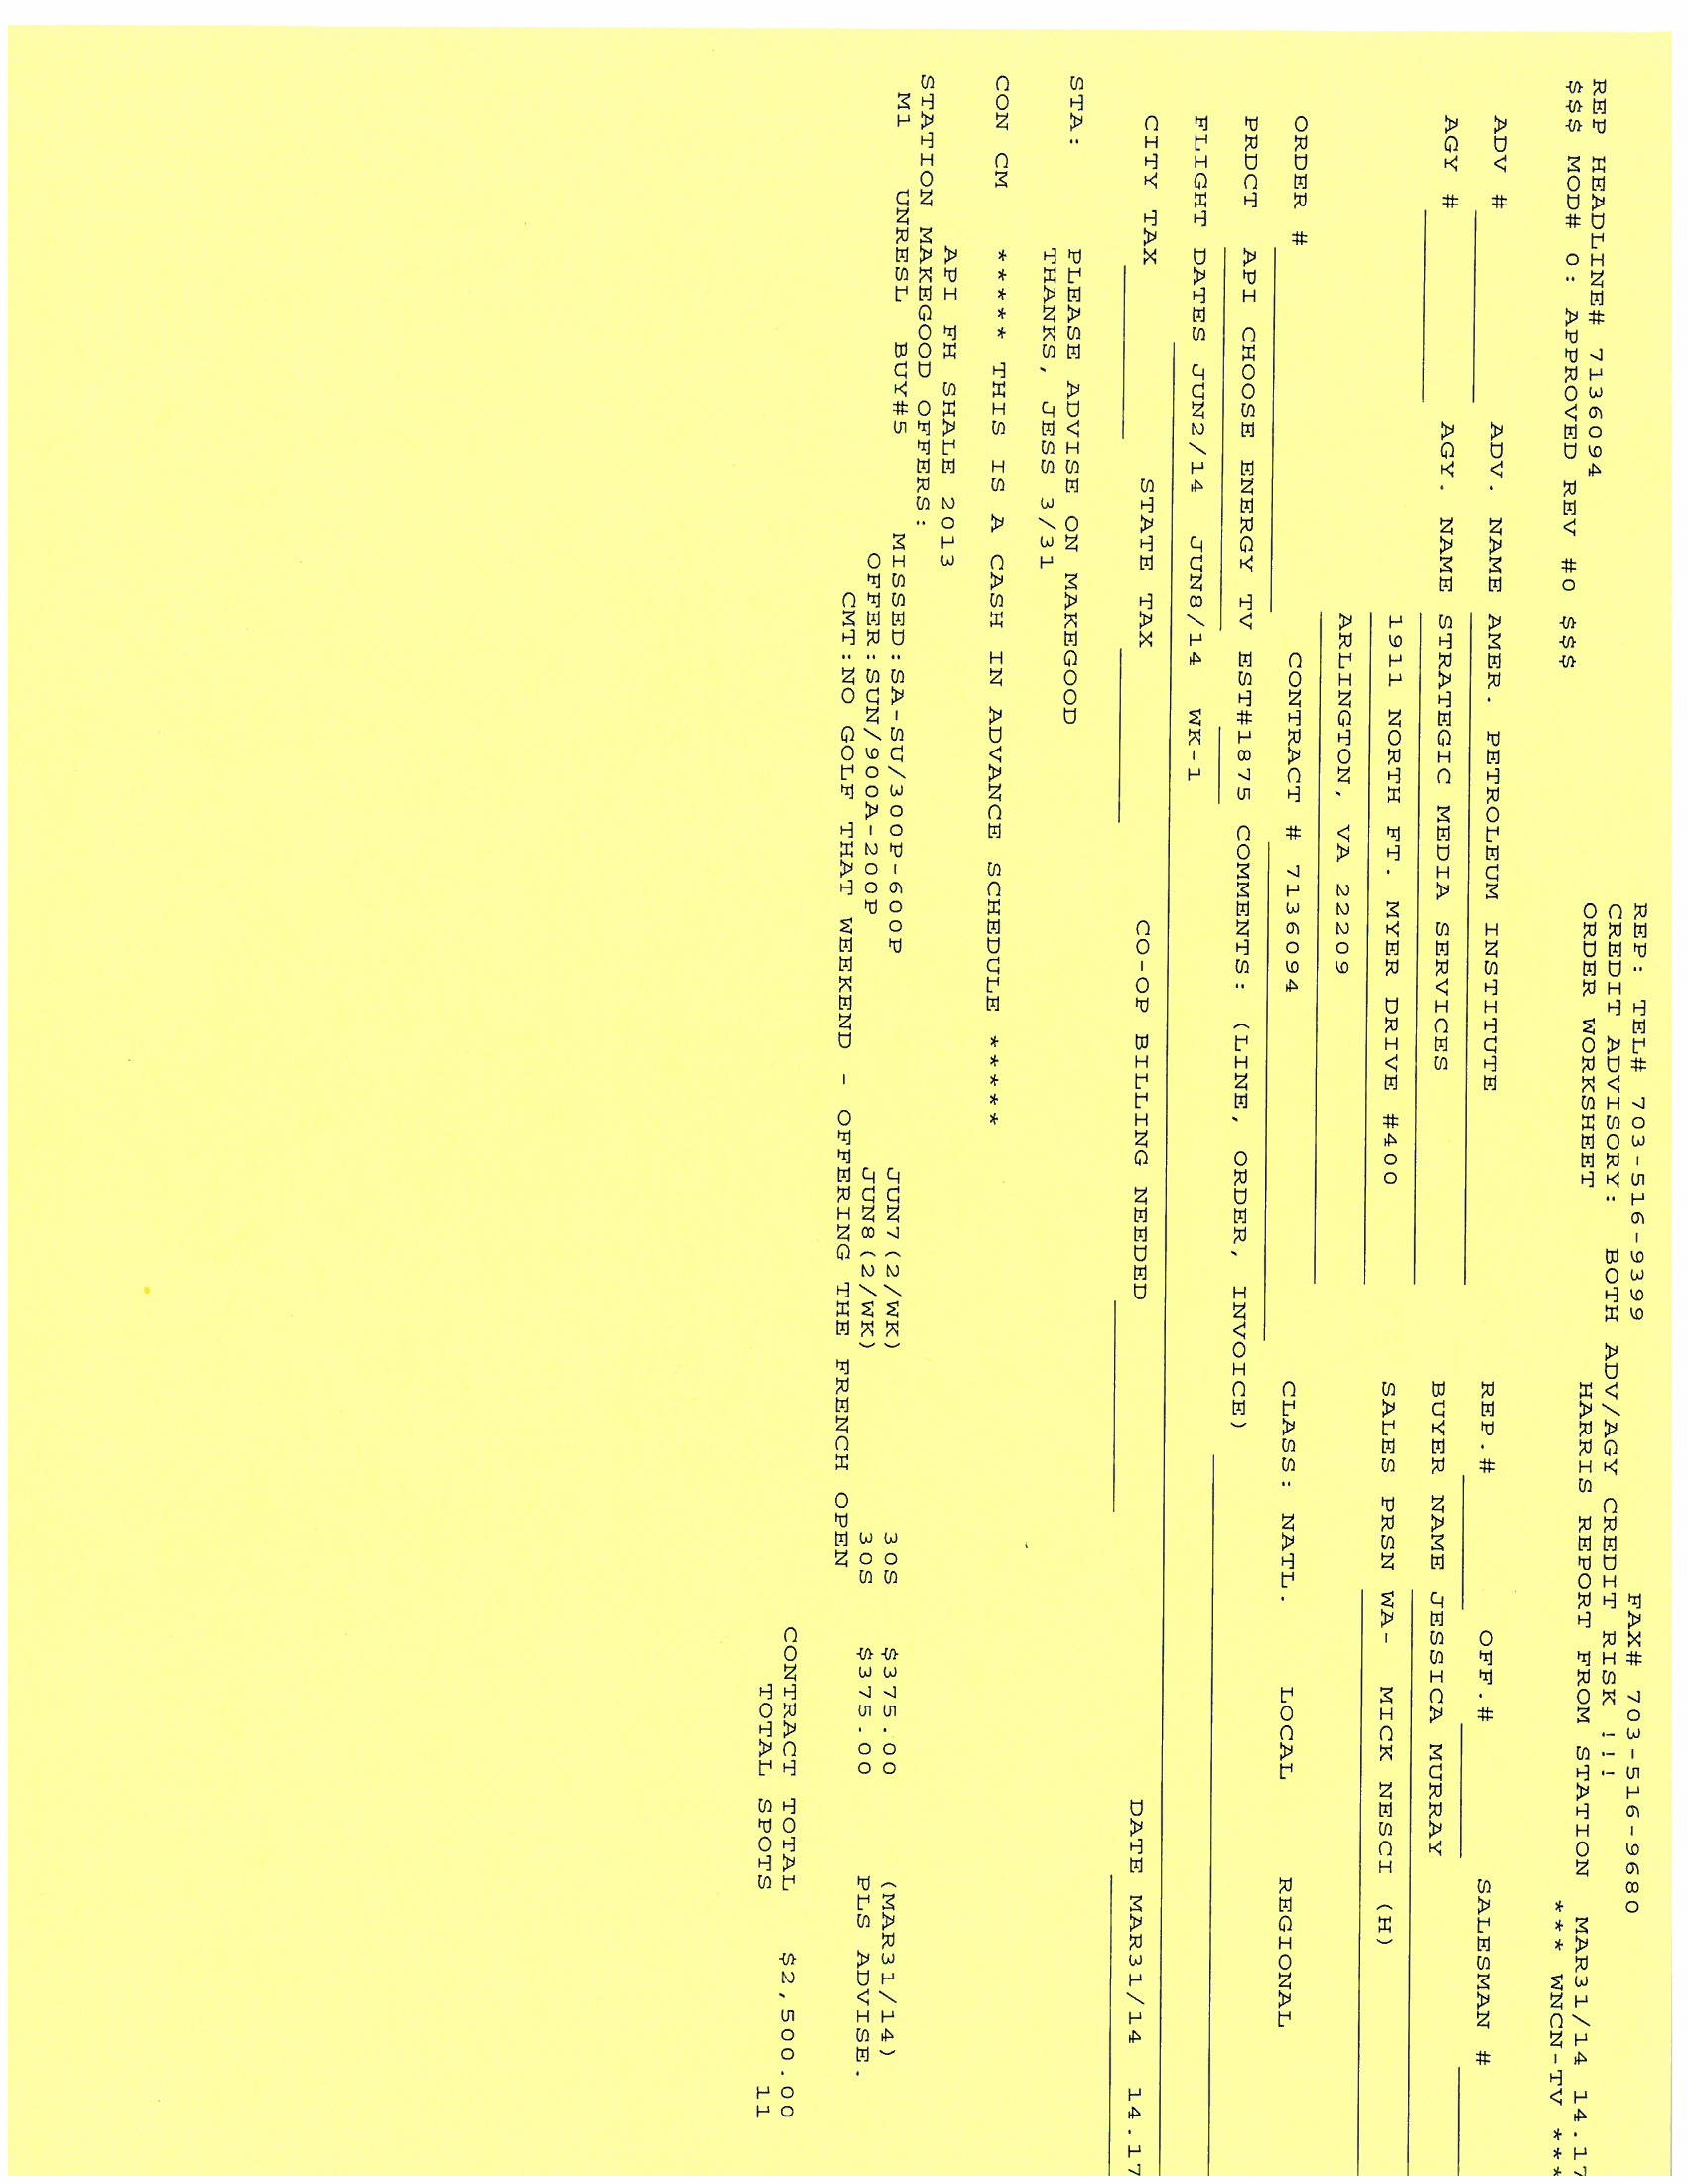 REP: TEL# 703-516-9399 FAX# 703-516-9680
CREDIT ADVISORY: BOTH ADV/AGY CREDIT RISK !!!
REP HEADLINE# 7136094 ORDER WORKSHEET HARRIS REPORT FROM STATION MAR31/14 14.17
$$$ MOD# 0: APPROVED REV #0 $$$ *** WNCN-TV ***
ADV # ADV. NAME AMER. PETROLEUM INSTITUTE REP.# OFF.# SALESMAN #
AGY # AGY. NAME STRATEGIC MEDIA SERVICES BUYER NAME JESSICA MURRAY
1911 NORTH FT. MYER DRIVE #400 SALES PRSN WA- MICK NESCI (H)
ARLINGTON, VA 22209
ORDER # CONTRACT # 7136094 CLASS: NATL. LOCAL REGIONAL
PRDCT API CHOOSE ENERGY TV EST#1875 COMMENTS: (LINE, ORDER, INVOICE)
FLIGHT DATES JUN2/14 JUN8/14 WK-1
CITY TAX STATE TAX CO-OP BILLING NEEDED DATE MAR31/14 14.17
STA: PLEASE ADVISE ON MAKEGOOD
THANKS, JESS 3/31
CON CM ***** THIS IS A CASH IN ADVANCE SCHEDULE *****
API FH SHALE 2013
STATION MAKEGOOD OFFERS:
M1 UNRESL BUY#5 MISSED:SA-SU/300P-600P JUN7(2/WK) 30S $375.00 (MAR31/14)
OFFER:SUN/900A-200P JUN8(2/WK) 30S $375.00 PLS ADVISE.
CMT:NO GOLF THAT WEEKEND - OFFERING THE FRENCH OPEN
CONTRACT TOTAL $2,500.00
TOTAL SPOTS 11